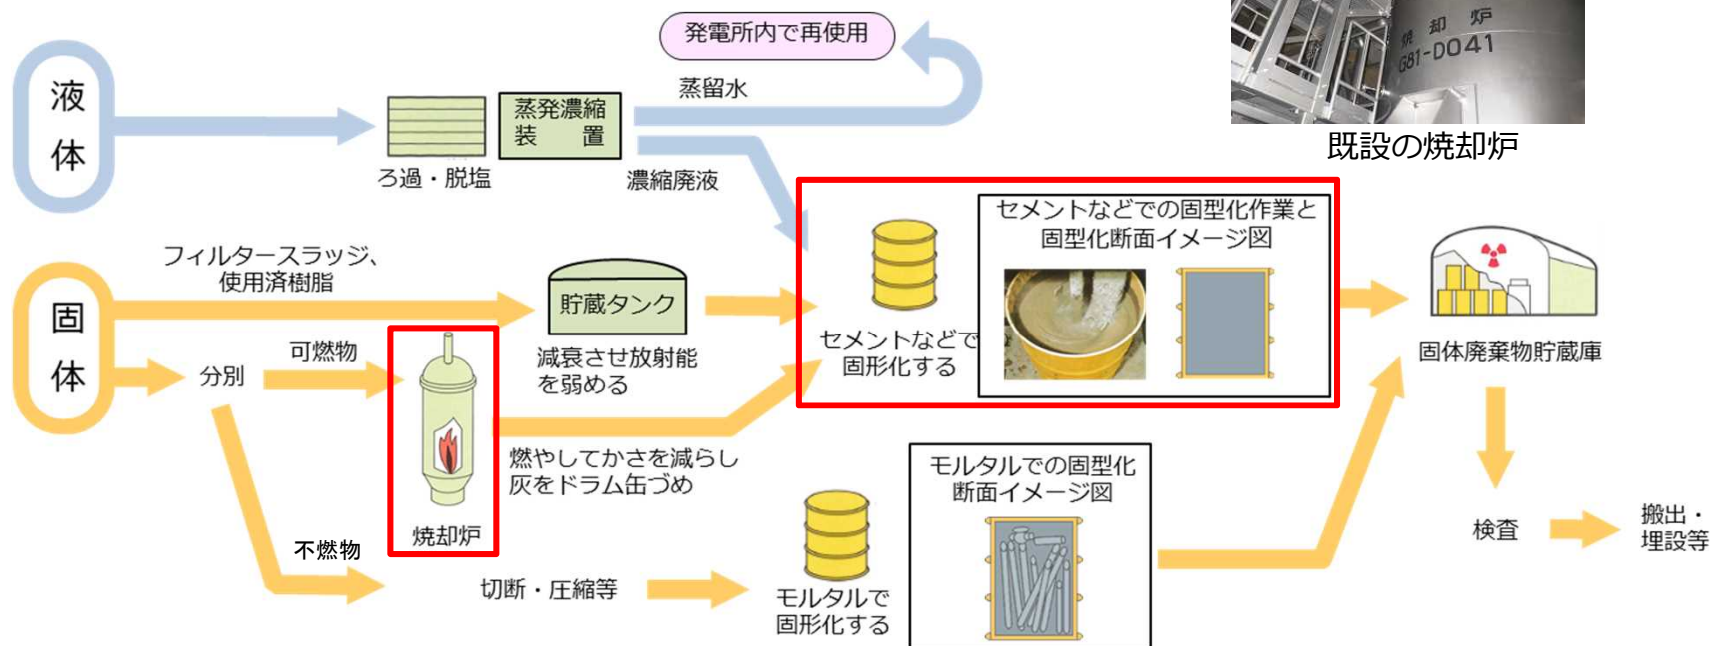 発電所内で再使用
焼却炉
G81-D041
既設の焼却炉
液
体
蒸発濃縮
装 置
ろ過・脱塩
蒸留水
濃縮廃液
固
体
フィルタースラッジ、
使用済樹脂
貯蔵タンク
減衰させ放射能
を弱める
分別
可燃物
焼却炉
燃やしてかさを減らし
灰をドラム缶づめ
セメントなどで
固形化する
セメントなどでの固型化作業と
固型化断面イメージ図
不燃物
切断・圧縮等
モルタルで
固形化する
モルタルでの固型化
断面イメージ図
固体廃棄物貯蔵庫
検査
搬出・
埋設等